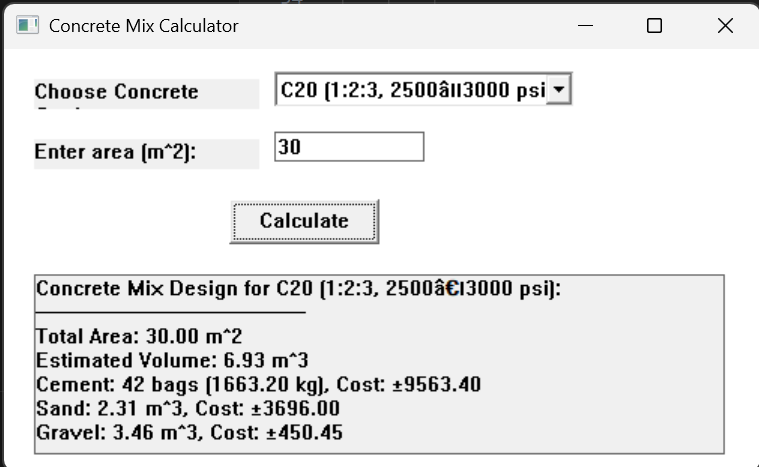 Concrete Mix Calculator
Choose Concrete
C20 (1:2:3, 2500âII3000 psi
Enter area (m^2):
30
Calculate
Concrete Mix Design for C20 (1:2:3, 2500â€I3000 psi):
Total Area: 30.00 m^2
Estimated Volume: 6.93 m^3
Cement: 42 bags (1663.20 kg), Cost: ±9563.40
Sand: 2.31 m^3, Cost: ±3696.00
Gravel: 3.46 m^3, Cost: ±450.45